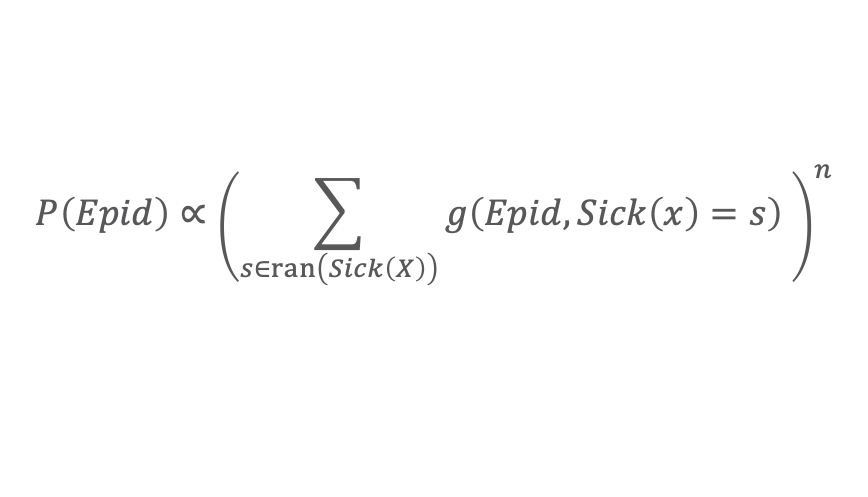 P(Epid) ∝ (∑_{s∈ran(Sick(X))} g(Epid, Sick(x) = s))^n